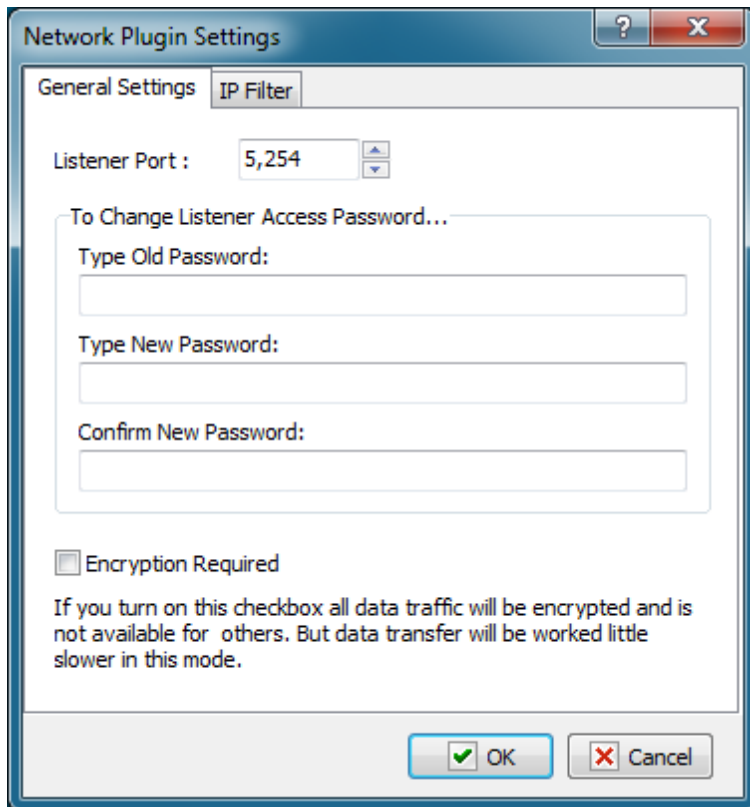 Network Plugin Settings
?
General Settings
IP Filter
Listener Port :
5,254
To Change Listener Access Password...
Type Old Password:
Type New Password:
Confirm New Password:
Encryption Required
If you turn on this checkbox all data traffic will be encrypted and is
not available for  others. But data transfer will be worked little
slower in this mode.
OK
Cancel